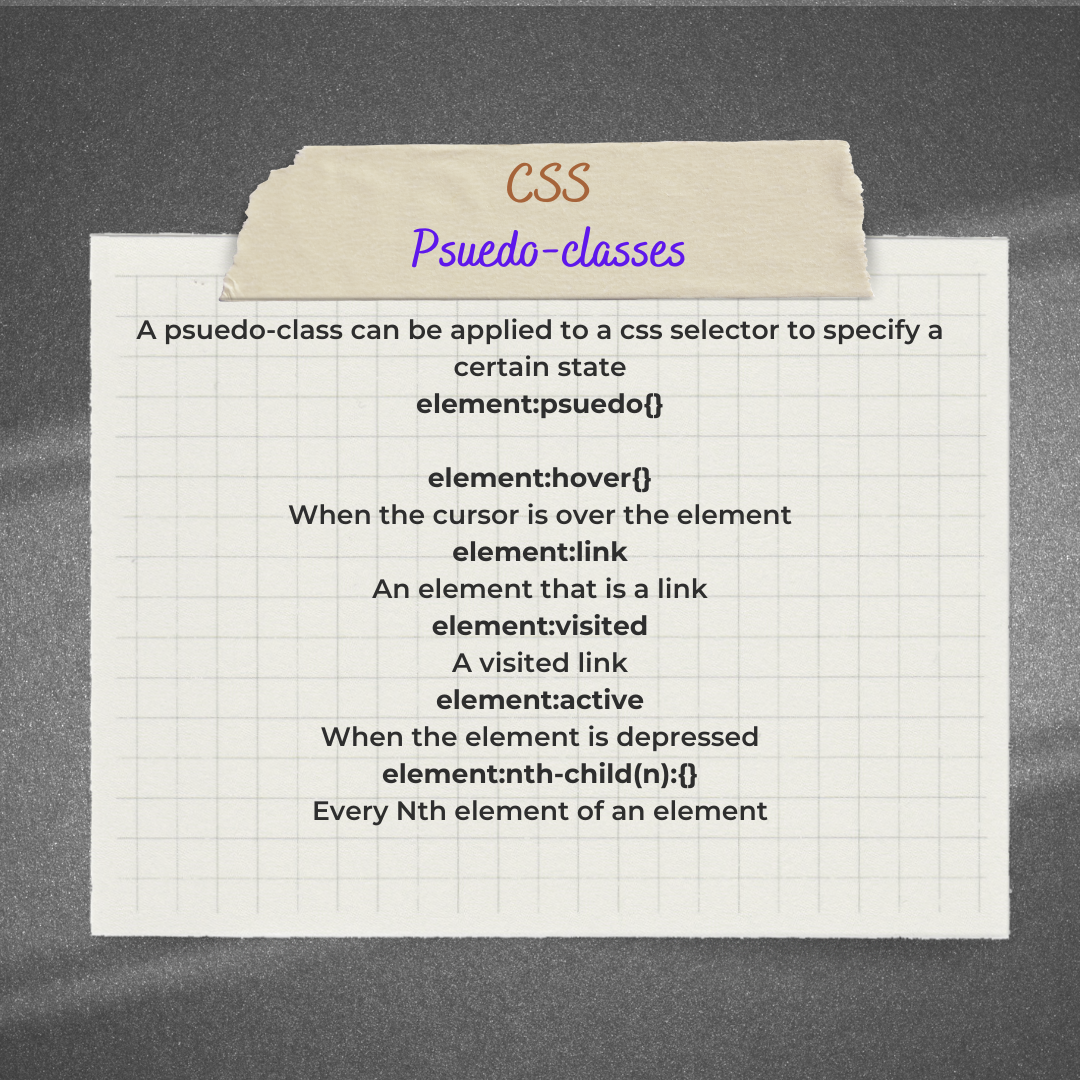 CSS
Psuedo-classes
A psuedo-class can be applied to a css selector to specify a
certain state
element:psuedo{}
element:hover{}
When the cursor is over the element
element:link
An element that is a link
element:visited
A visited link
element:active
When the element is depressed
element:nth-child(n):{}
Every Nth element of an element